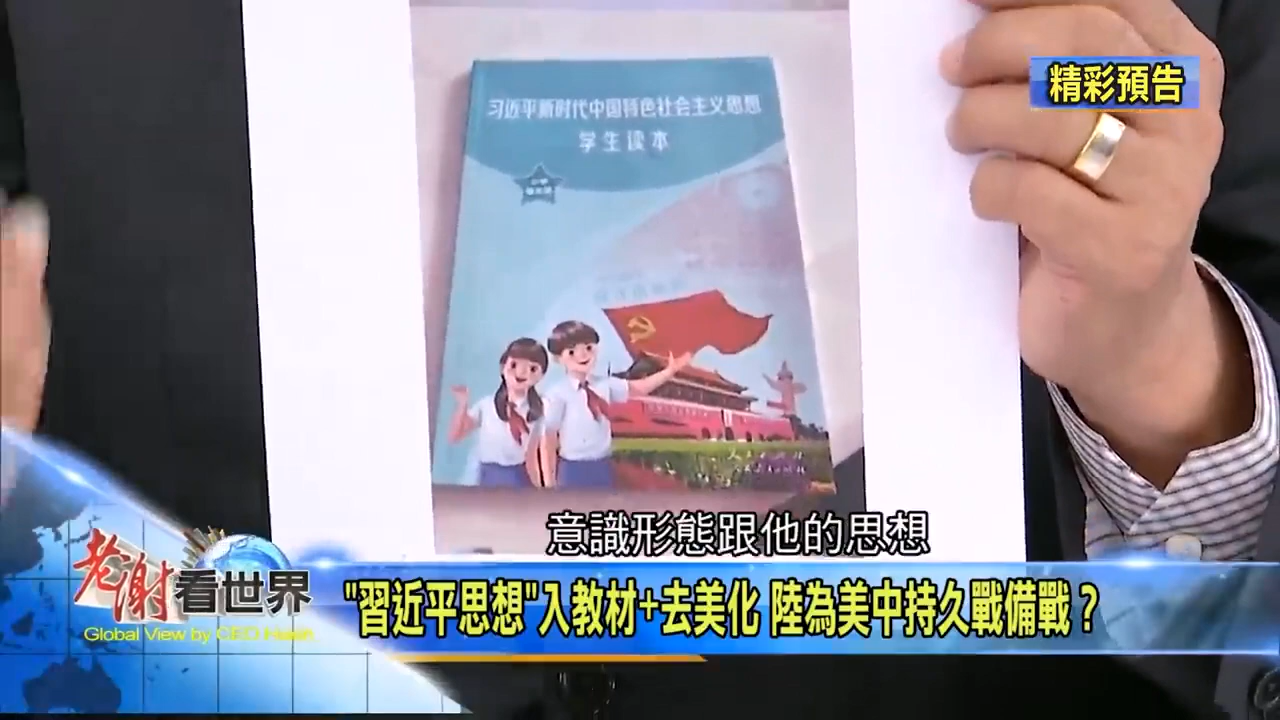 精彩預告
习近平新时代中国特色社会主义思想
学生读本
意識形態跟他的思想
老謝看世界
Global View by CEO Hsieh
"習近平思想"入教材+去美化 陸為美中持久戰備戰？